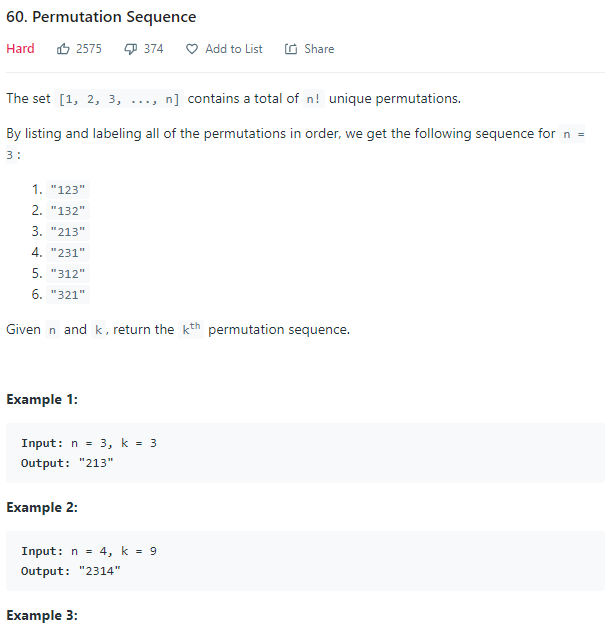 60. Permutation Sequence
Hard 2575 374 Add to List Share
The set [1, 2, 3, ..., n] contains a total of n! unique permutations.
By listing and labeling all of the permutations in order, we get the following sequence for n =
3:
1. "123"
2. "132"
3. "213"
4. "231"
5. "312"
6. "321"
Given n and k, return the kth permutation sequence.
Example 1:
Input: n = 3, k = 3
Output: "213"
Example 2:
Input: n = 4, k = 9
Output: "2314"
Example 3: